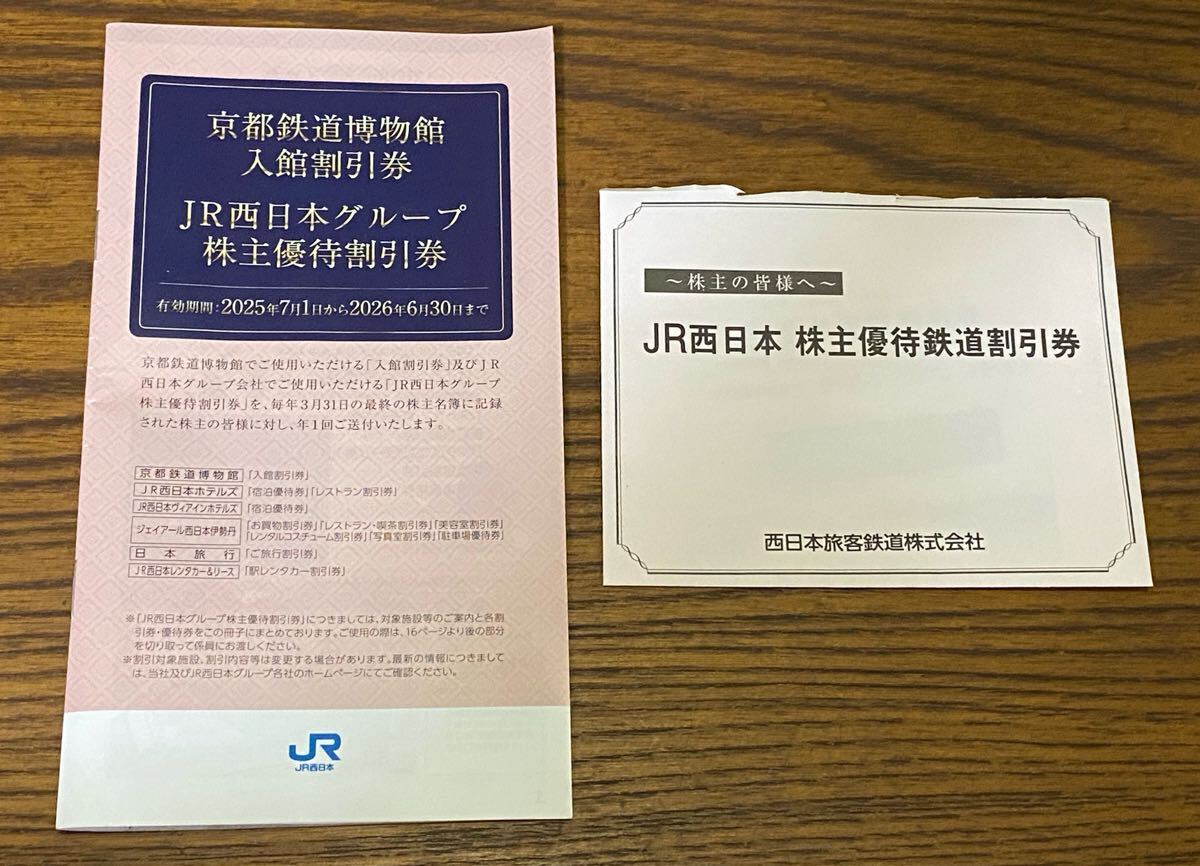 京都鉄道博物館
入館割引券
JR西日本グループ
株主優待割引券
有効期間:2025年7月1日から2026年6月30日まで
京都鉄道博物館でご使用いただける「入館割引券」及びJR
西日本グループ会社でご使用いただける「JR西日本グループ
株主優待割引券」を、毎年3月31日の最終の株主名簿に記録
された株主の皆様に対し、年1回ご送付いたします。
京都鉄道博物館「入館割引券」
JR西日本ホテルズ「宿泊優待券」「レストラン割引券」
JR西日本ヴィアインホテルズ「宿泊優待券」
ジェイアール西日本伊勢丹「お買物割引券」「レストラン・喫茶割引券」「美容室割引券」
「レンタルコスチューム割引券」「写真室割引券」「駐車場優待券」
日本旅行「ご旅行割引券」
JR西日本レンタカー&リース「駅レンタカー割引券」
※「JR西日本グループ株主優待割引券」につきましては、対象施設等のご案内と各割
引券・優待券をこの冊子にまとめております。ご使用の際は、16ページより後の部分
を切り取って係員にお渡しください。
※割引対象施設、割引内容等は変更する場合があります。最新の情報につきまして
は、当社及びJR西日本グループ各社のホームページにてご確認ください。
JR
JR西日本
～株主の皆様へ～
JR西日本 株主優待鉄道割引券
西日本旅客鉄道株式会社